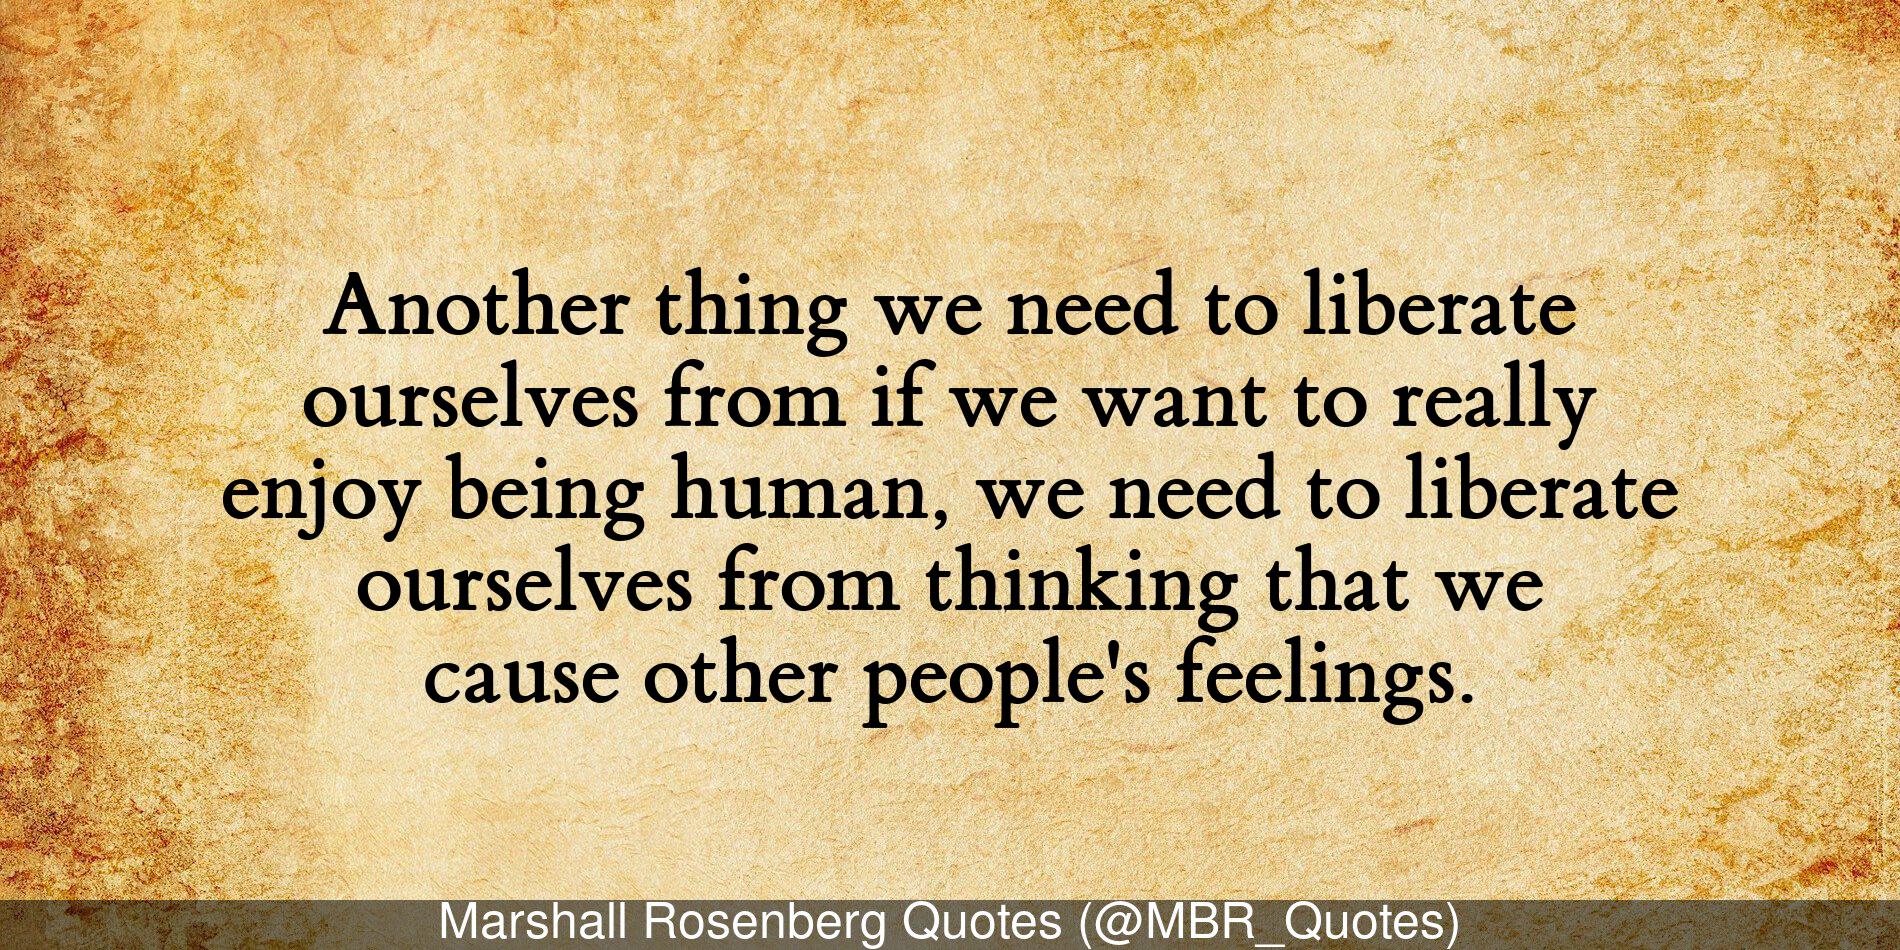 Another thing we need to liberate
ourselves from if we want to really
enjoy being human, we need to liberate
ourselves from thinking that we
cause other people's feelings.
Marshall Rosenberg Quotes (@MBR_Quotes)